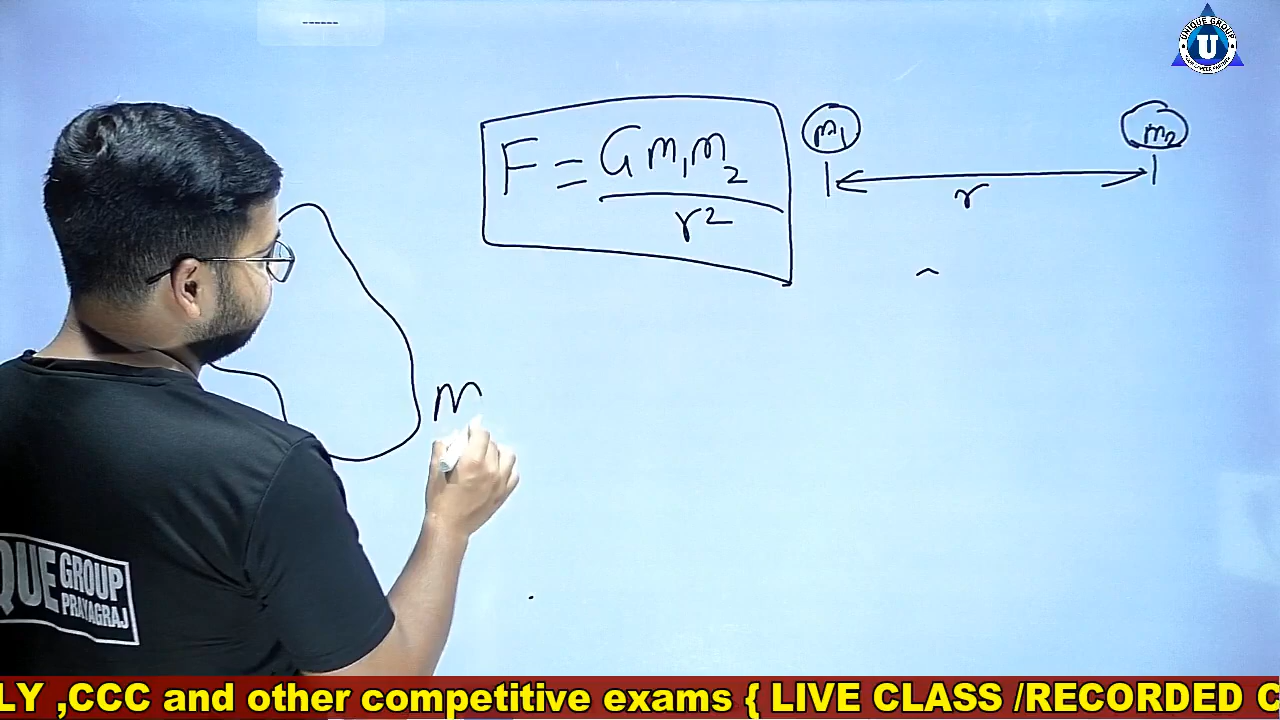 ------
UNIQUE GROUP
U
m1
m2
F = Gm1m2
r2
r
M
QUE GROUP
PRAYAGRAJ
LY ,CCC and other competitive exams { LIVE CLASS /RECORDED C